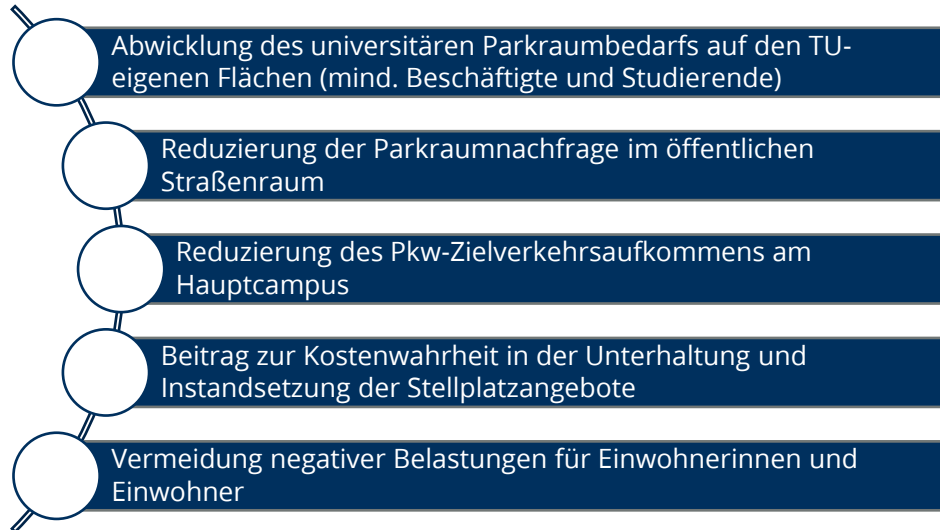 Abwicklung des universitären Parkraumbedarfs auf den TU-
eigenen Flächen (mind. Beschäftigte und Studierende)
Reduzierung der Parkraumnachfrage im öffentlichen
Straßenraum
Reduzierung des Pkw-Zielverkehrsaufkommens am
Hauptcampus
Beitrag zur Kostenwahrheit in der Unterhaltung und
Instandsetzung der Stellplatzangebote
Vermeidung negativer Belastungen für Einwohnerinnen und
Einwohner